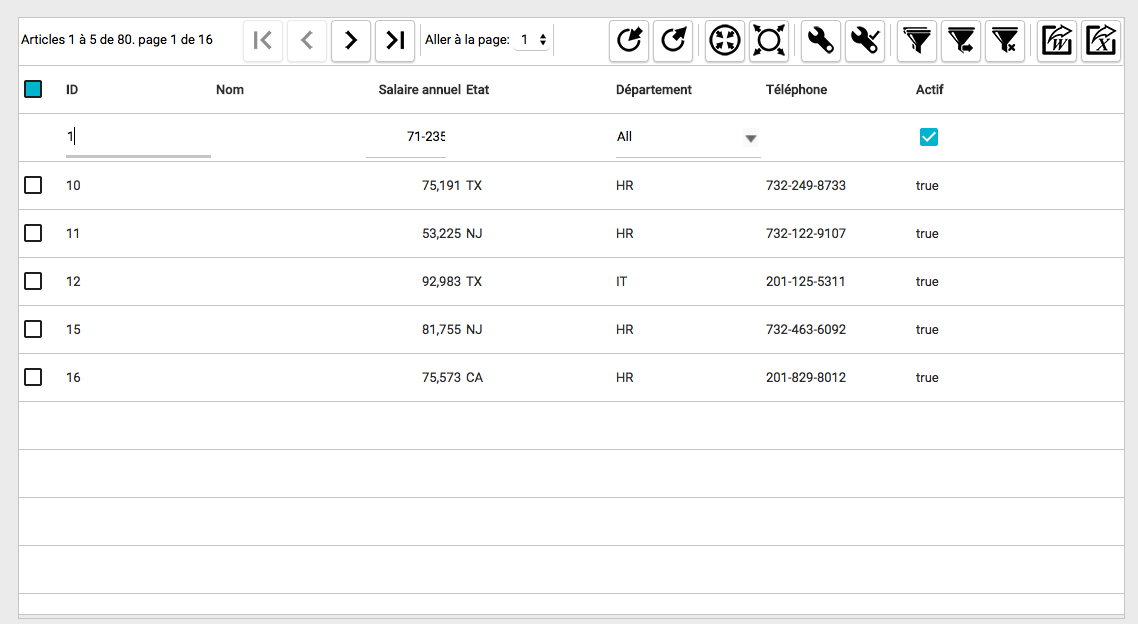 Articles 1 à 5 de 80. page 1 de 16 Aller à la page: 1 W X
ID Nom Salaire annuel Etat Département Téléphone Actif
1 71-235 All
10 75,191 TX HR 732-249-8733 true
11 53,225 NJ HR 732-122-9107 true
12 92,983 TX IT 201-125-5311 true
15 81,755 NJ HR 732-463-6092 true
16 75,573 CA HR 201-829-8012 true